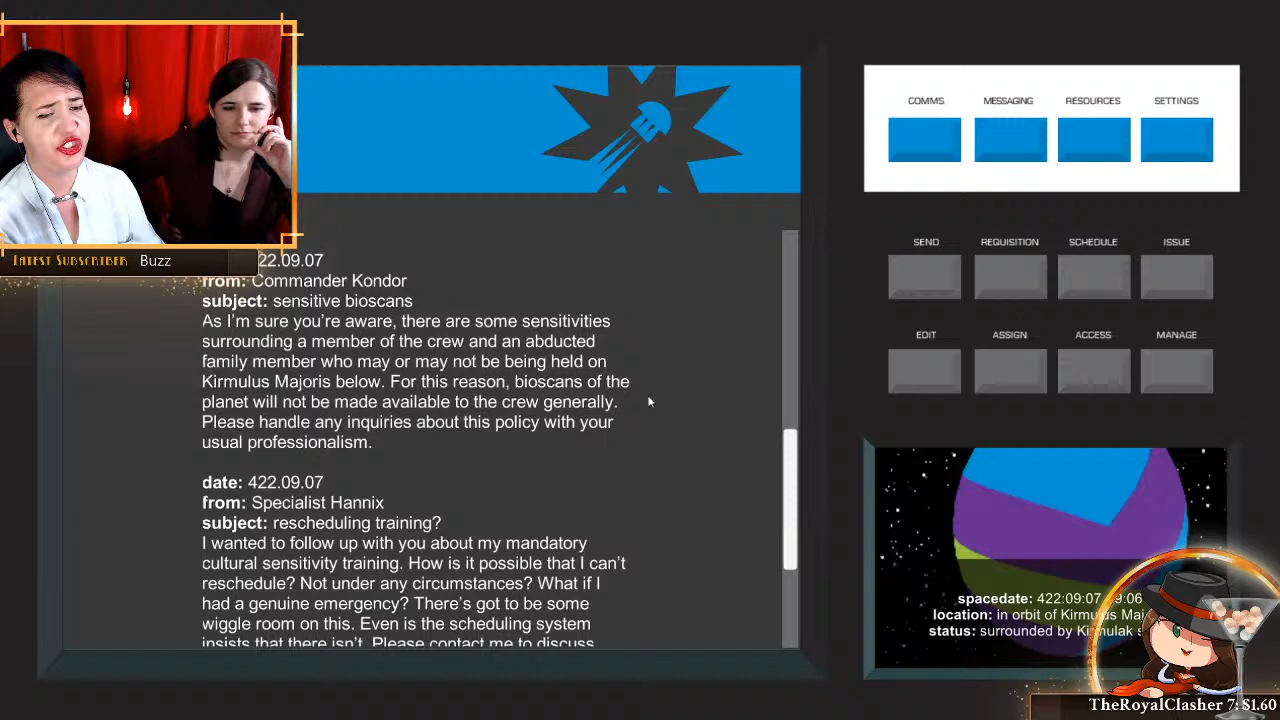 COMMS
MESSAGING
RESOURCES
SETTINGS
SEND
REQUISITION
SCHEDULE
ISSUE
EDIT
ASSIGN
ACCESS
MANAGE
Latest Subscriber Buzz
22.09.07
from: Commander Kondor
subject: sensitive bioscans
As I'm sure you're aware, there are some sensitivities
surrounding a member of the crew and an abducted
family member who may or may not be being held on
Kirmulus Majoris below. For this reason, bioscans of the
planet will not be made available to the crew generally.
Please handle any inquiries about this policy with your
usual professionalism.
date: 422.09.07
from: Specialist Hannix
subject: rescheduling training?
I wanted to follow up with you about my mandatory
cultural sensitivity training. How is it possible that I can't
reschedule? Not under any circumstances? What if I
had a genuine emergency? There's got to be some
wiggle room on this. Even is the scheduling system
insists that there isn't. Please contact me to discuss
spacedate: 422:09:07
location: in orbit of Kirmulus
status: surrounded by Kirmulak
TheRoyalClasher 7: $1.60